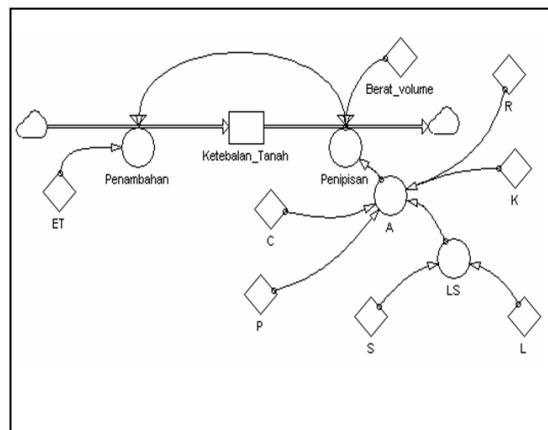 Berat_volume
R
Ketebalan_Tanah
Penambahan
Penipisan
ET
K
C
A
LS
P
S
L